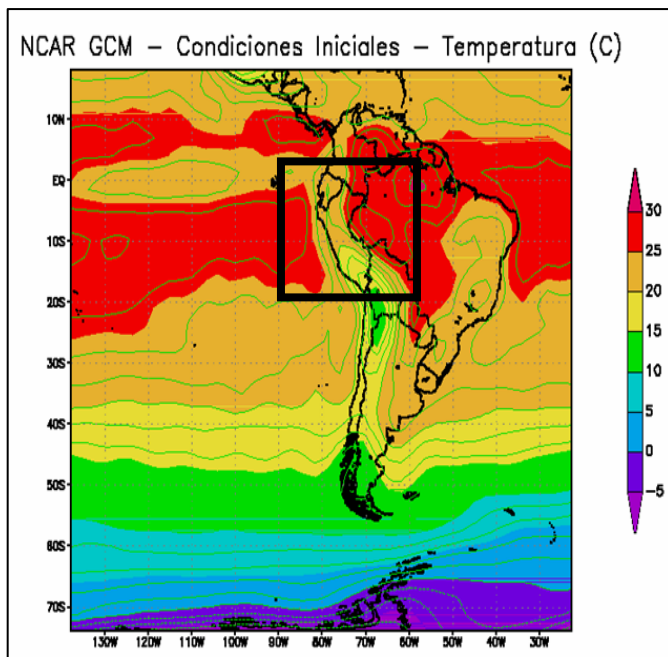 NCAR GCM – Condiciones Iniciales – Temperatura (C)
10N
EQ
10S
20S
30S
40S
50S
60S
70S
130W 120W 110W 100W 90W 80W 70W 60W 50W 40W 30W
30
25
20
15
10
5
0
−5